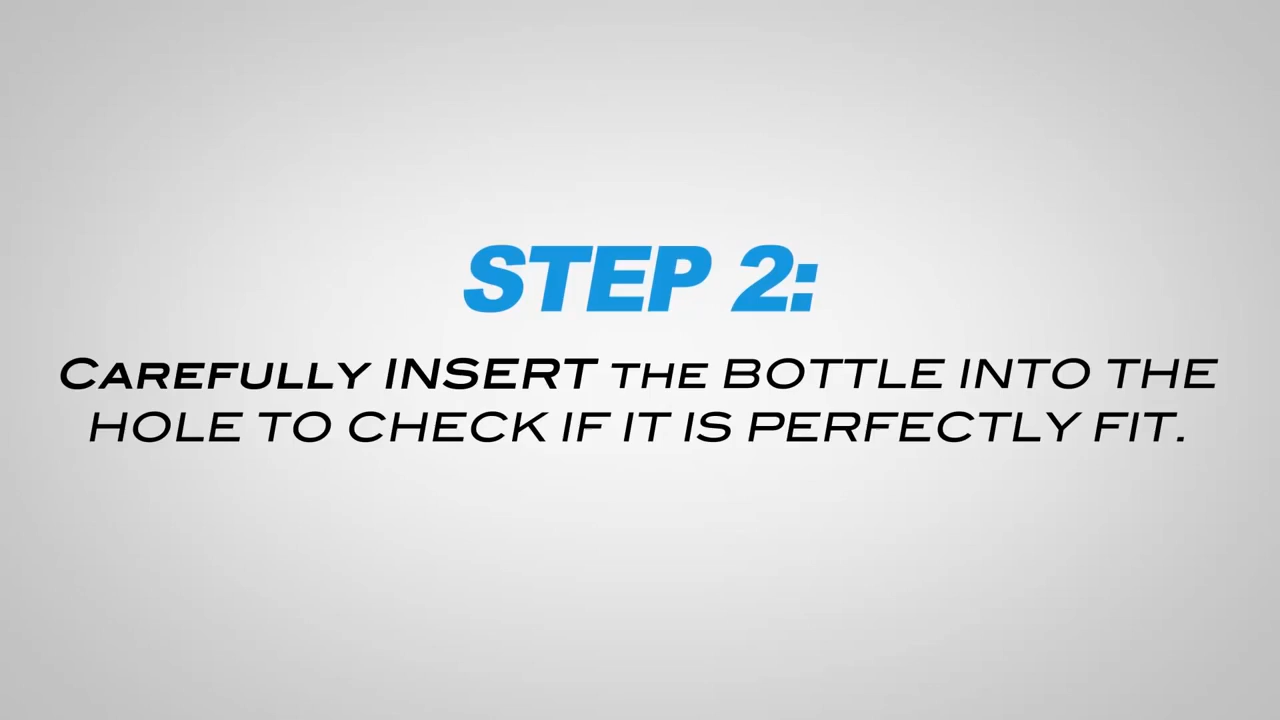 STEP 2:
Carefully INSERT the BOTTLE INTO THE
HOLE TO CHECK IF IT IS PERFECTLY FIT.